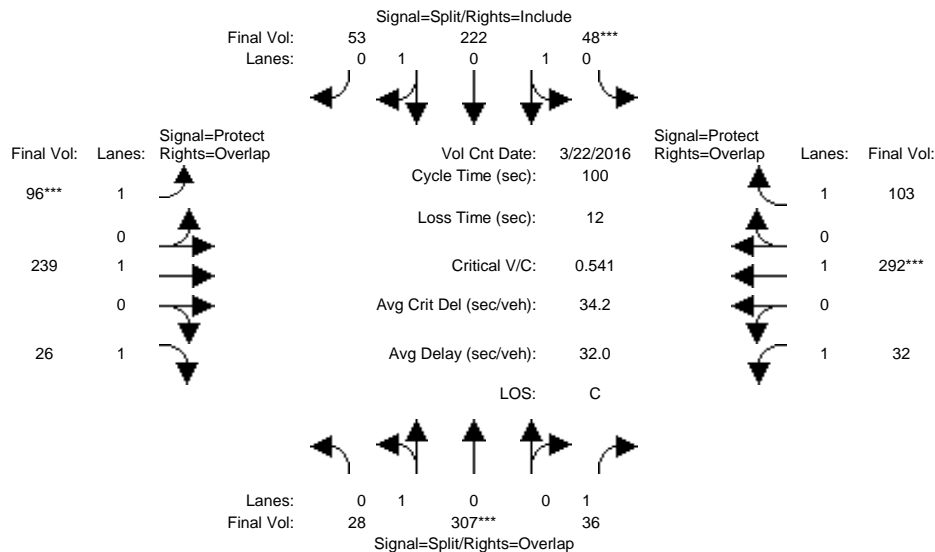 Signal=Split/Rights=Include
Final Vol: 53 222 48***
Lanes: 0 1 0 1 0
Signal=Protect Signal=Protect
Final Vol: Lanes: Rights=Overlap Vol Cnt Date: 3/22/2016 Rights=Overlap Lanes: Final Vol:
Cycle Time (sec): 100
96*** 1 1 103
Loss Time (sec): 12
0 0
239 1 Critical V/C: 0.541 1 292***
0 Avg Crit Del (sec/veh): 34.2 0
26 1 Avg Delay (sec/veh): 32.0 1 32
LOS: C
Lanes: 0 1 0 0 1
Final Vol: 28 307*** 36
Signal=Split/Rights=Overlap